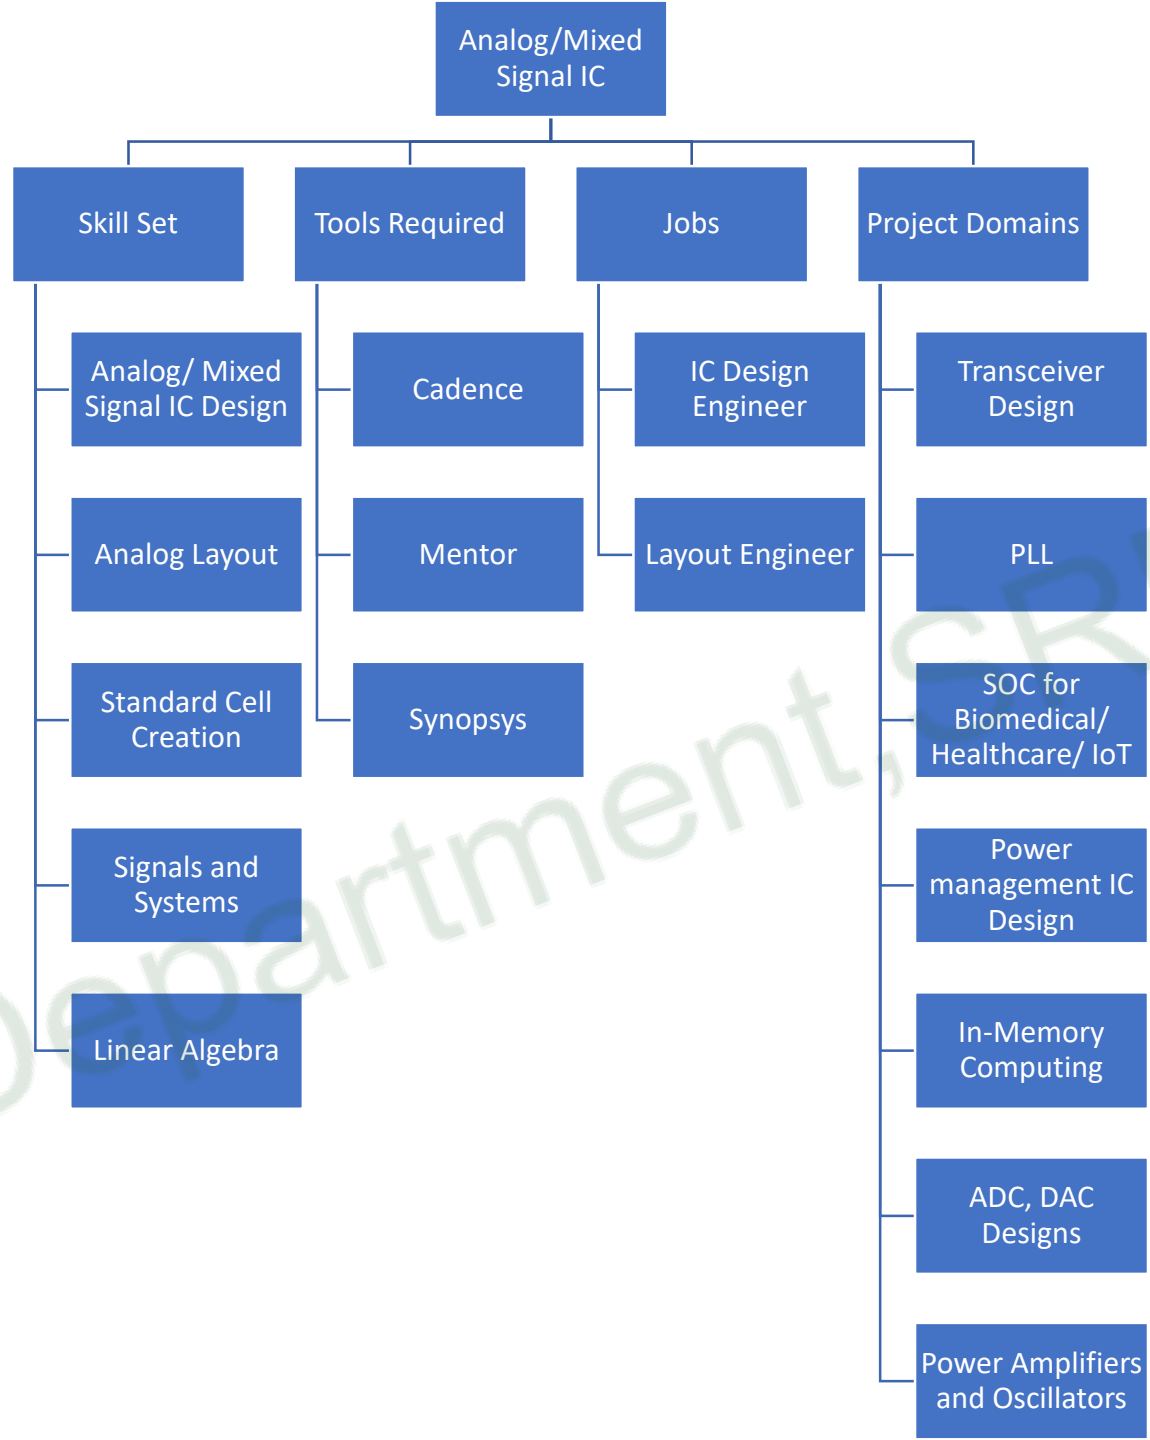 Analog/Mixed
Signal IC
Skill Set
Tools Required
Jobs
Project Domains
Analog/ Mixed
Signal IC Design
Analog Layout
Standard Cell
Creation
Signals and
Systems
Linear Algebra
Cadence
Mentor
Synopsys
IC Design
Engineer
Layout Engineer
Transceiver
Design
PLL
SOC for
Biomedical/
Healthcare/ IoT
Power
management IC
Design
In-Memory
Computing
ADC, DAC
Designs
Power Amplifiers
and Oscillators
Department,